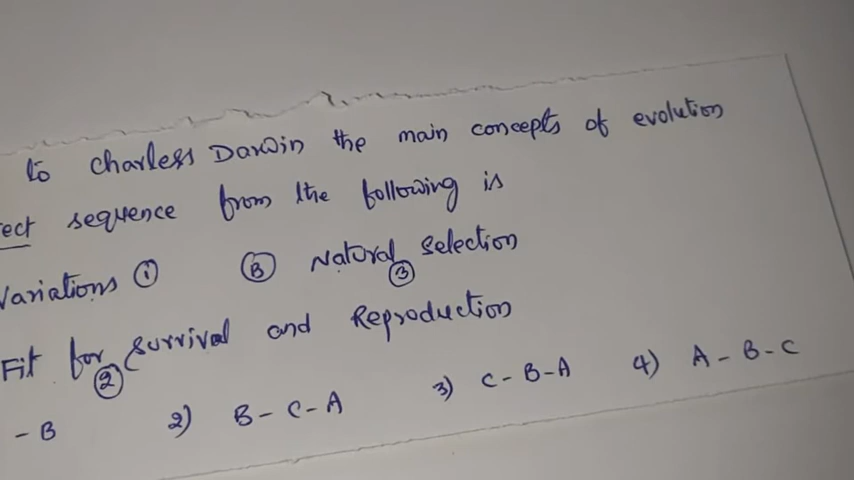 to Charless Darwin the main concepts of evolution
rect sequence from the following is
Variations ① Ⓑ Natural Selection
③
Fit for survival and Reproduction
②
- B 2) B - C - A 3) C - B - A 4) A - B - C